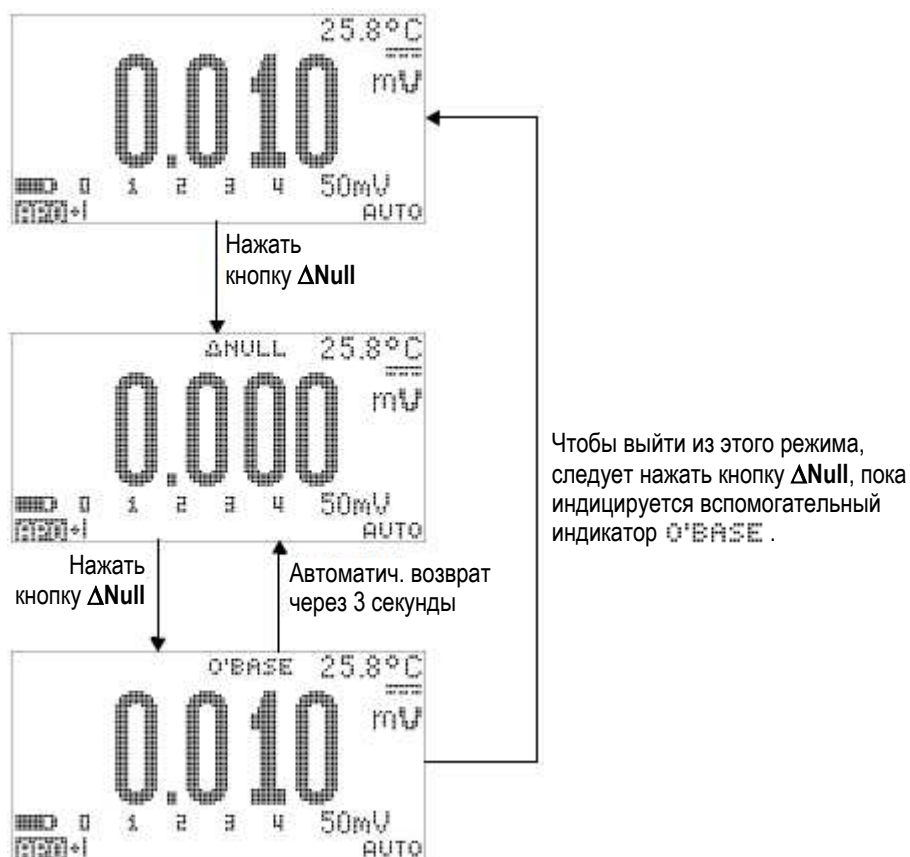 25.8°C
0.010 mV
0 1 2 3 4 50mV
APO AUTO
Нажать
кнопку ΔNull
ΔNULL 25.8°C
0.000 mV
0 1 2 3 4 50mV
APO AUTO
Чтобы выйти из этого режима,
следует нажать кнопку ΔNull, пока
индицируется вспомогательный
индикатор O'BASE .
Нажать
кнопку ΔNull
Автоматич. возврат
через 3 секунды
O'BASE 25.8°C
0.010 mV
0 1 2 3 4 50mV
APO AUTO